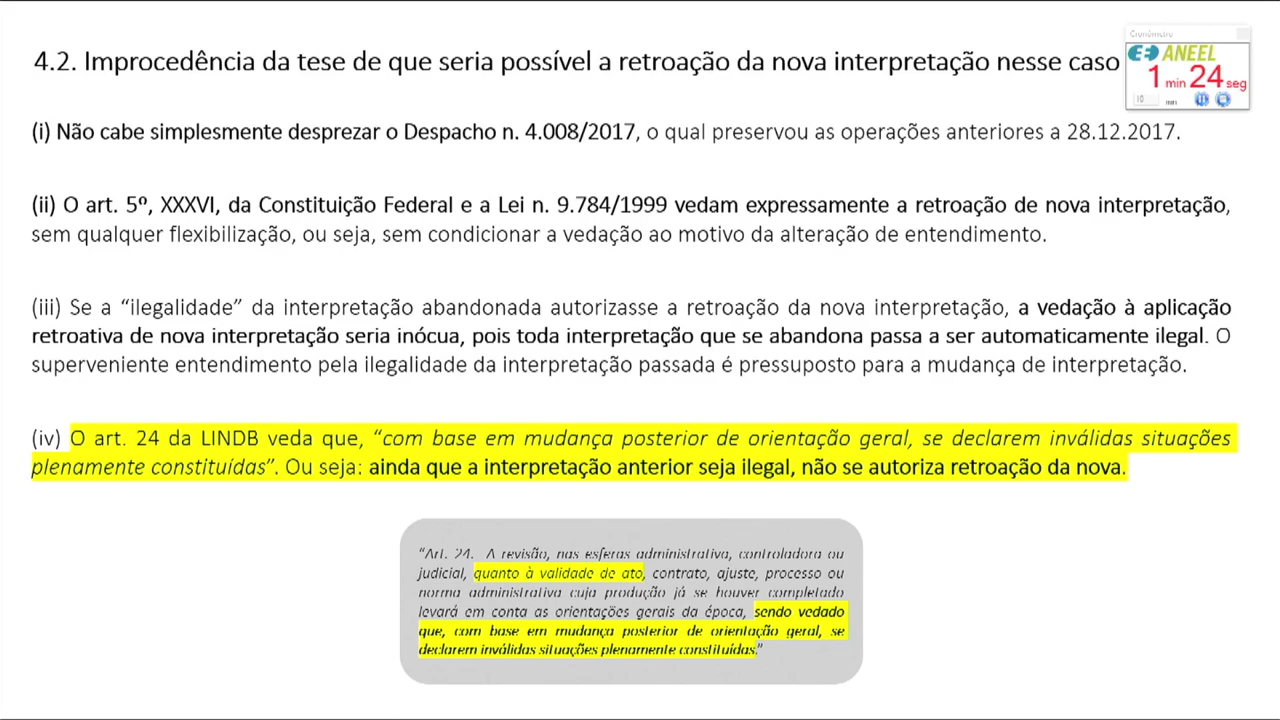 4.2. Improcedência da tese de que seria possível a retroação da nova interpretação nesse caso
Cronômetro
ANEEL
1 min 24 seg
10 min
(i) Não cabe simplesmente desprezar o Despacho n. 4.008/2017, o qual preservou as operações anteriores a 28.12.2017.
(ii) O art. 5º, XXXVI, da Constituição Federal e a Lei n. 9.784/1999 vedam expressamente a retroação de nova interpretação,
sem qualquer flexibilização, ou seja, sem condicionar a vedação ao motivo da alteração de entendimento.
(iii) Se a “ilegalidade” da interpretação abandonada autorizasse a retroação da nova interpretação, a vedação à aplicação
retroativa de nova interpretação seria inócua, pois toda interpretação que se abandona passa a ser automaticamente ilegal. O
superveniente entendimento pela ilegalidade da interpretação passada é pressuposto para a mudança de interpretação.
(iv) O art. 24 da LINDB veda que, “com base em mudança posterior de orientação geral, se declarem inválidas situações
plenamente constituídas”. Ou seja: ainda que a interpretação anterior seja ilegal, não se autoriza retroação da nova.
“Art. 24. A revisão, nas esferas administrativa, controladora ou
judicial, quanto à validade de ato, contrato, ajuste, processo ou
norma administrativa cuja produção já se houver completado
levará em conta as orientações gerais da época, sendo vedado
que, com base em mudança posterior de orientação geral, se
declarem inválidas situações plenamente constituídas.”